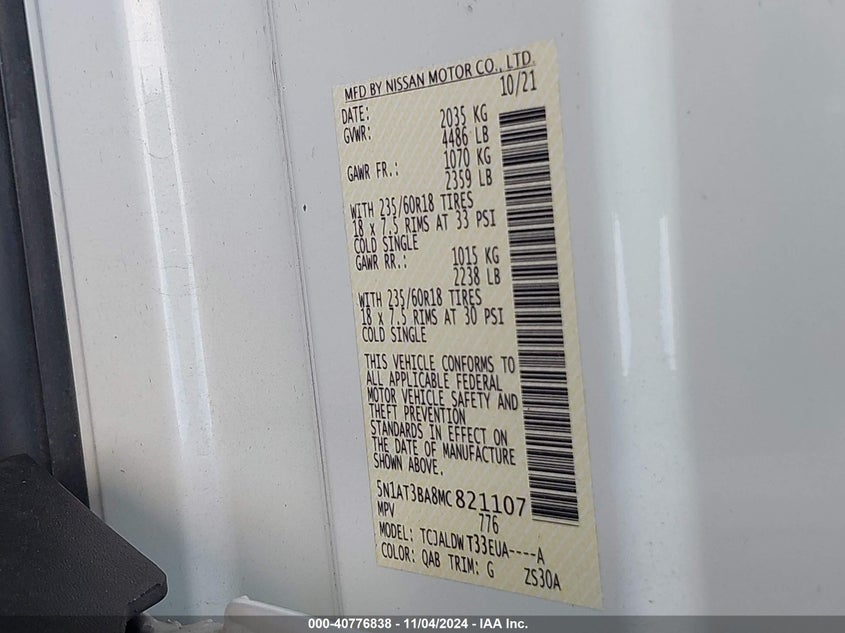 MFD BY NISSAN MOTOR CO., LTD.
DATE: 10/21
GVWR: 2035 KG
4486 LB
GAWR FR.: 1070 KG
2359 LB
WITH 235/60R18 TIRES
18 x 7.5 RIMS AT 33 PSI
COLD SINGLE
GAWR RR.: 1015 KG
2238 LB
WITH 235/60R18 TIRES
18 x 7.5 RIMS AT 30 PSI
COLD SINGLE
THIS VEHICLE CONFORMS TO
ALL APPLICABLE FEDERAL
MOTOR VEHICLE SAFETY AND
THEFT PREVENTION
STANDARDS IN EFFECT ON
THE DATE OF MANUFACTURE
SHOWN ABOVE.
5N1AT3BA8MC821107
MPV 776
MODEL: TCJALDW T33EUA----A
COLOR: QAB TRIM: G ZS30A
000-40776838 - 11/04/2024 - IAA Inc.